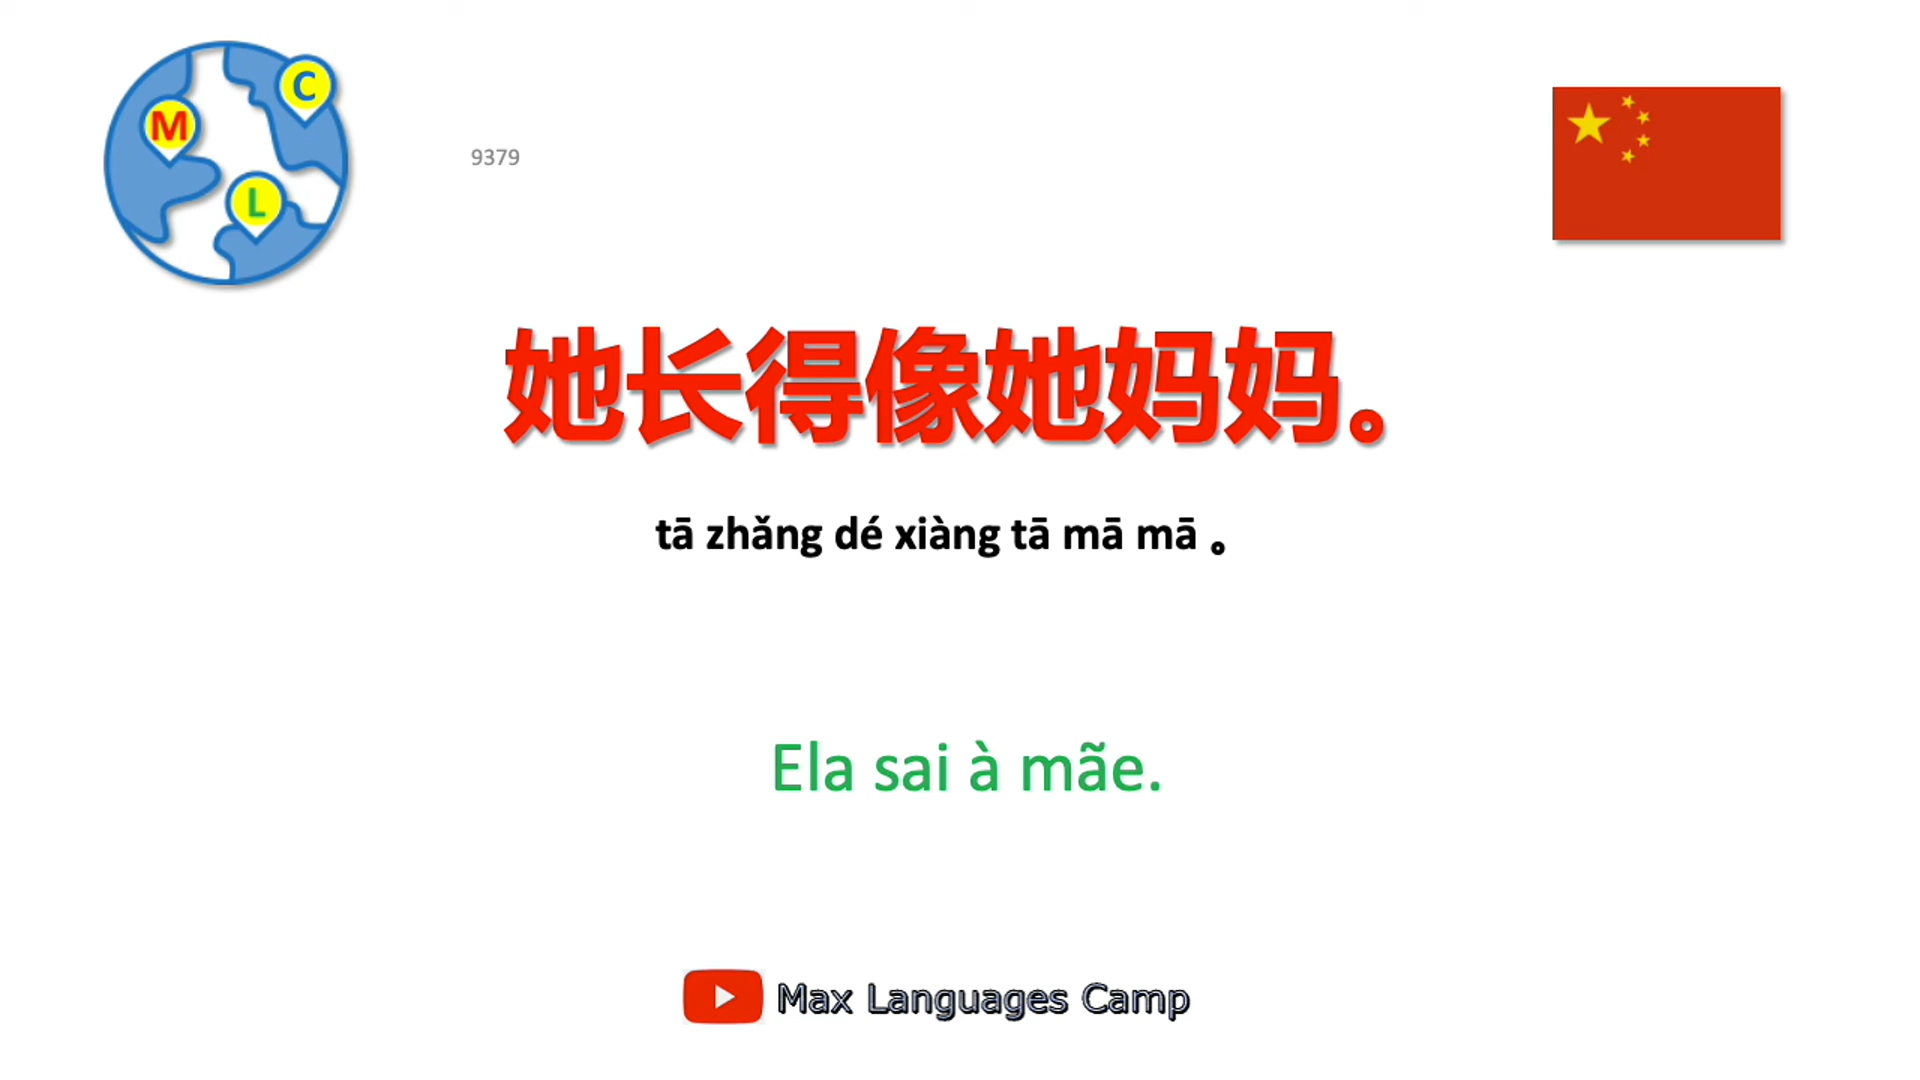 M
C
L
9379
她长得像她妈妈。
tā zhǎng dé xiàng tā mā mā 。
Ela sai à mãe.
Max Languages Camp